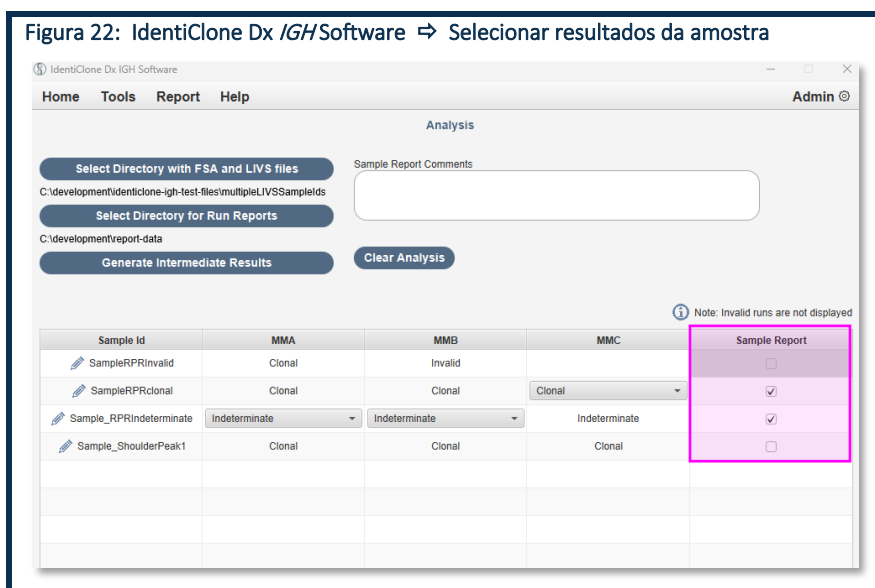 Figura 22: IdentiClone Dx IGH Software ⇨ Selecionar resultados da amostra
IdentiClone Dx IGH Software
Home Tools Report Help Admin
Analysis
Select Directory with FSA and LIVS files
C:\development\identiclone-igh-test-files\multipleLIVSSampleIds
Select Directory for Run Reports
C:\development\report-data
Generate Intermediate Results
Sample Report Comments
Clear Analysis
Note: Invalid runs are not displayed
Sample Id MMA MMB MMC Sample Report
SampleRPRInvalid Clonal Invalid
SampleRPRclonal Clonal Clonal Clonal
Sample_RPRIndeterminate Indeterminate Indeterminate Indeterminate
Sample_ShoulderPeak1 Clonal Clonal Clonal